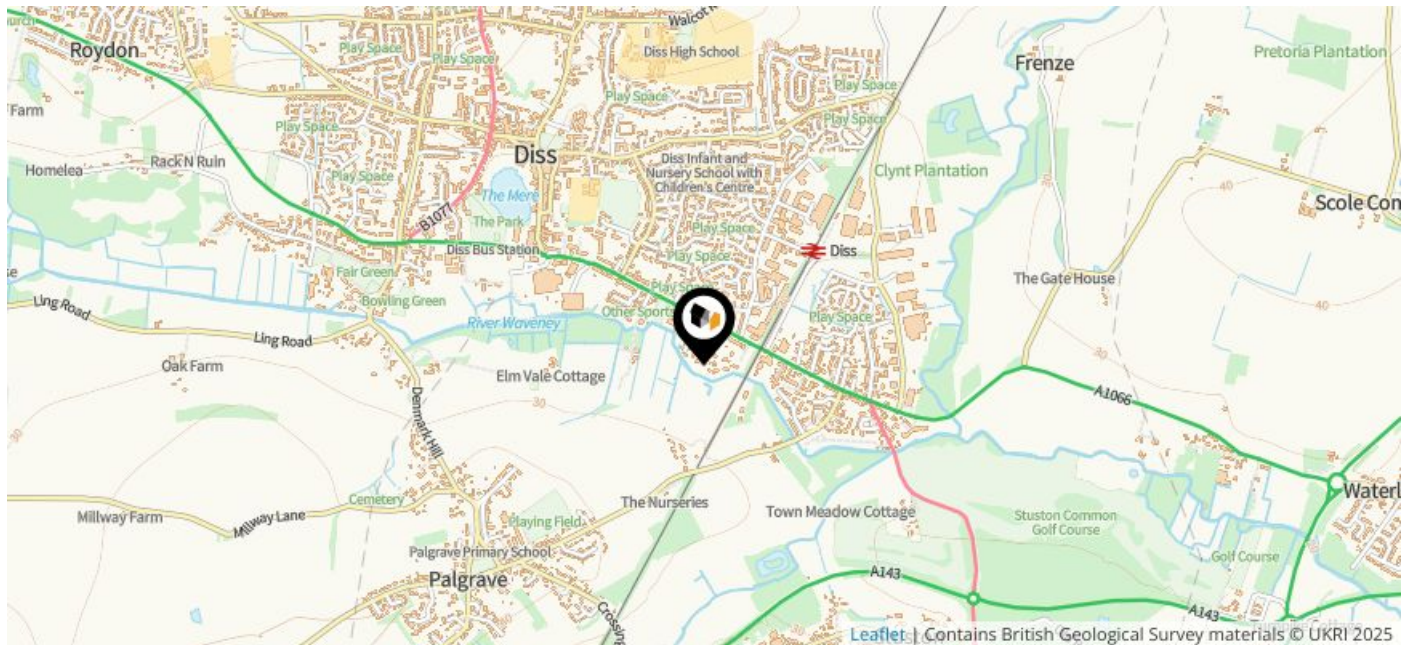 Church
Walcot R
Roydon
Play Space
Play Space
Diss High School
Pretoria Plantation
Frenze
Farm
Play Space
Play Space
Play Space
Play Space
Rack N Ruin
Diss
Diss Infant and
Nursery School with
Children's Centre
Homelea
Play Space
Clynt Plantation
30
40
The Mere
B1077
The Park
Play Space
Scole Com
Diss Bus Station
Play Space
Diss
Fair Green
The Gate House
Play Space
40
Ling Road
Bowling Green
Other Sports
Play Space
River Waveney
Ling Road
Oak Farm
Elm Vale Cottage
A1066
30
Denmark Hill
30
Cemetery
The Nurseries
Waterl
Millway Farm
Millway Lane
Playing Field
Town Meadow Cottage
Stuston Common
Golf Course
Palgrave Primary School
Golf Course
Palgrave
A143
Crossing
A143
Leaflet | Contains British Geological Survey materials © UKRI 2025